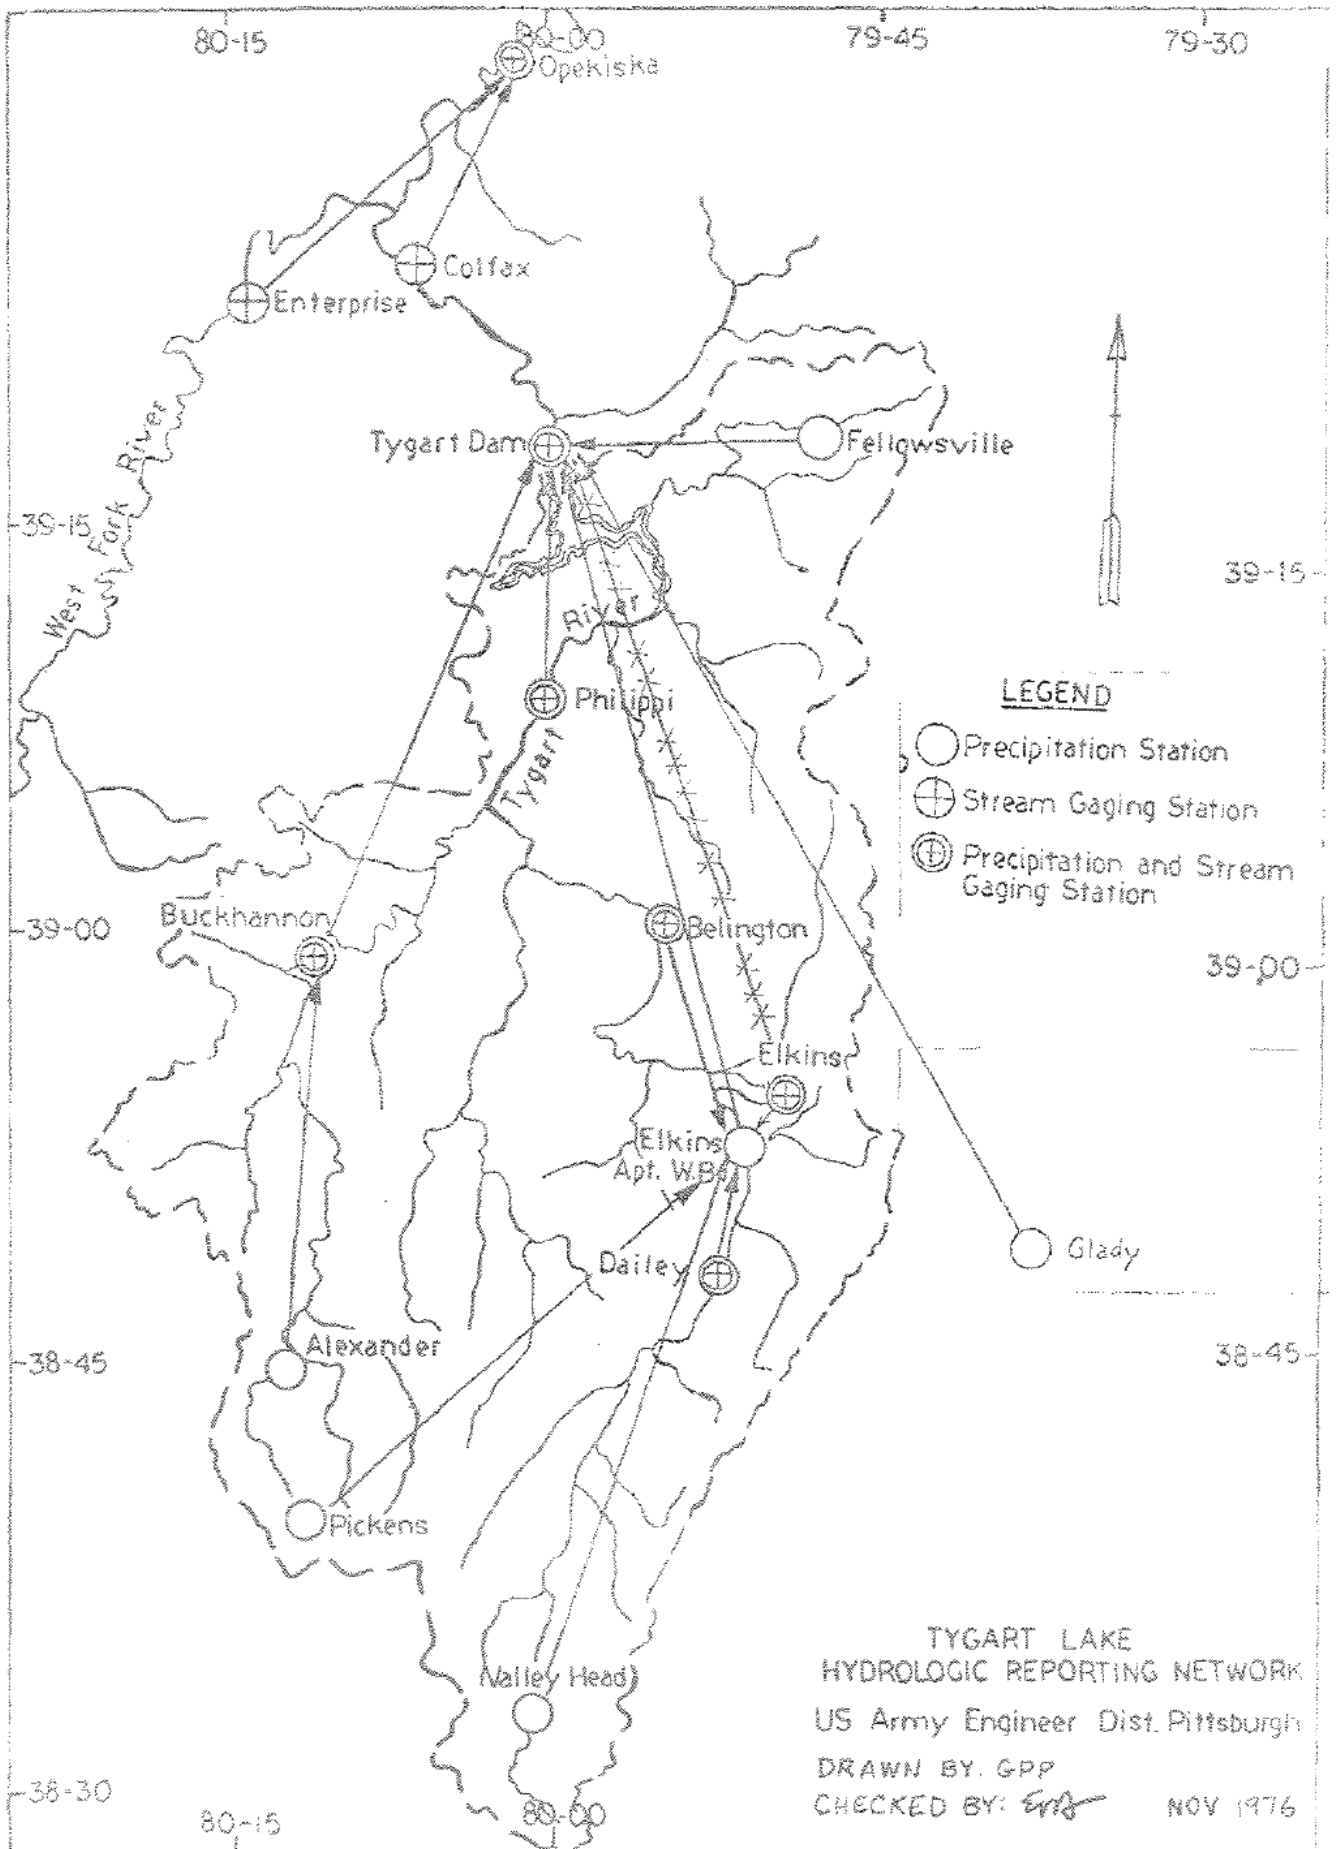 80-15
80-00
79-45
79-30
Opekiska
Colfax
Enterprise
Tygart Dam
Fellowsville
West Fork River
39-15
39-15
River
Philippi
Tygart
LEGEND
Precipitation Station
Stream Gaging Station
Precipitation and Stream
Gaging Station
Buckhannon
39-00
Belington
39-00
Elkins
Elkins
Apt. W.B.
Dailey
Glady
Alexander
38-45
38-45
Pickens
Valley Head
TYGART LAKE
HYDROLOGIC REPORTING NETWORK
US Army Engineer Dist. Pittsburgh
DRAWN BY. GPP
CHECKED BY:
NOV 1976
38-30
80-15
80-00